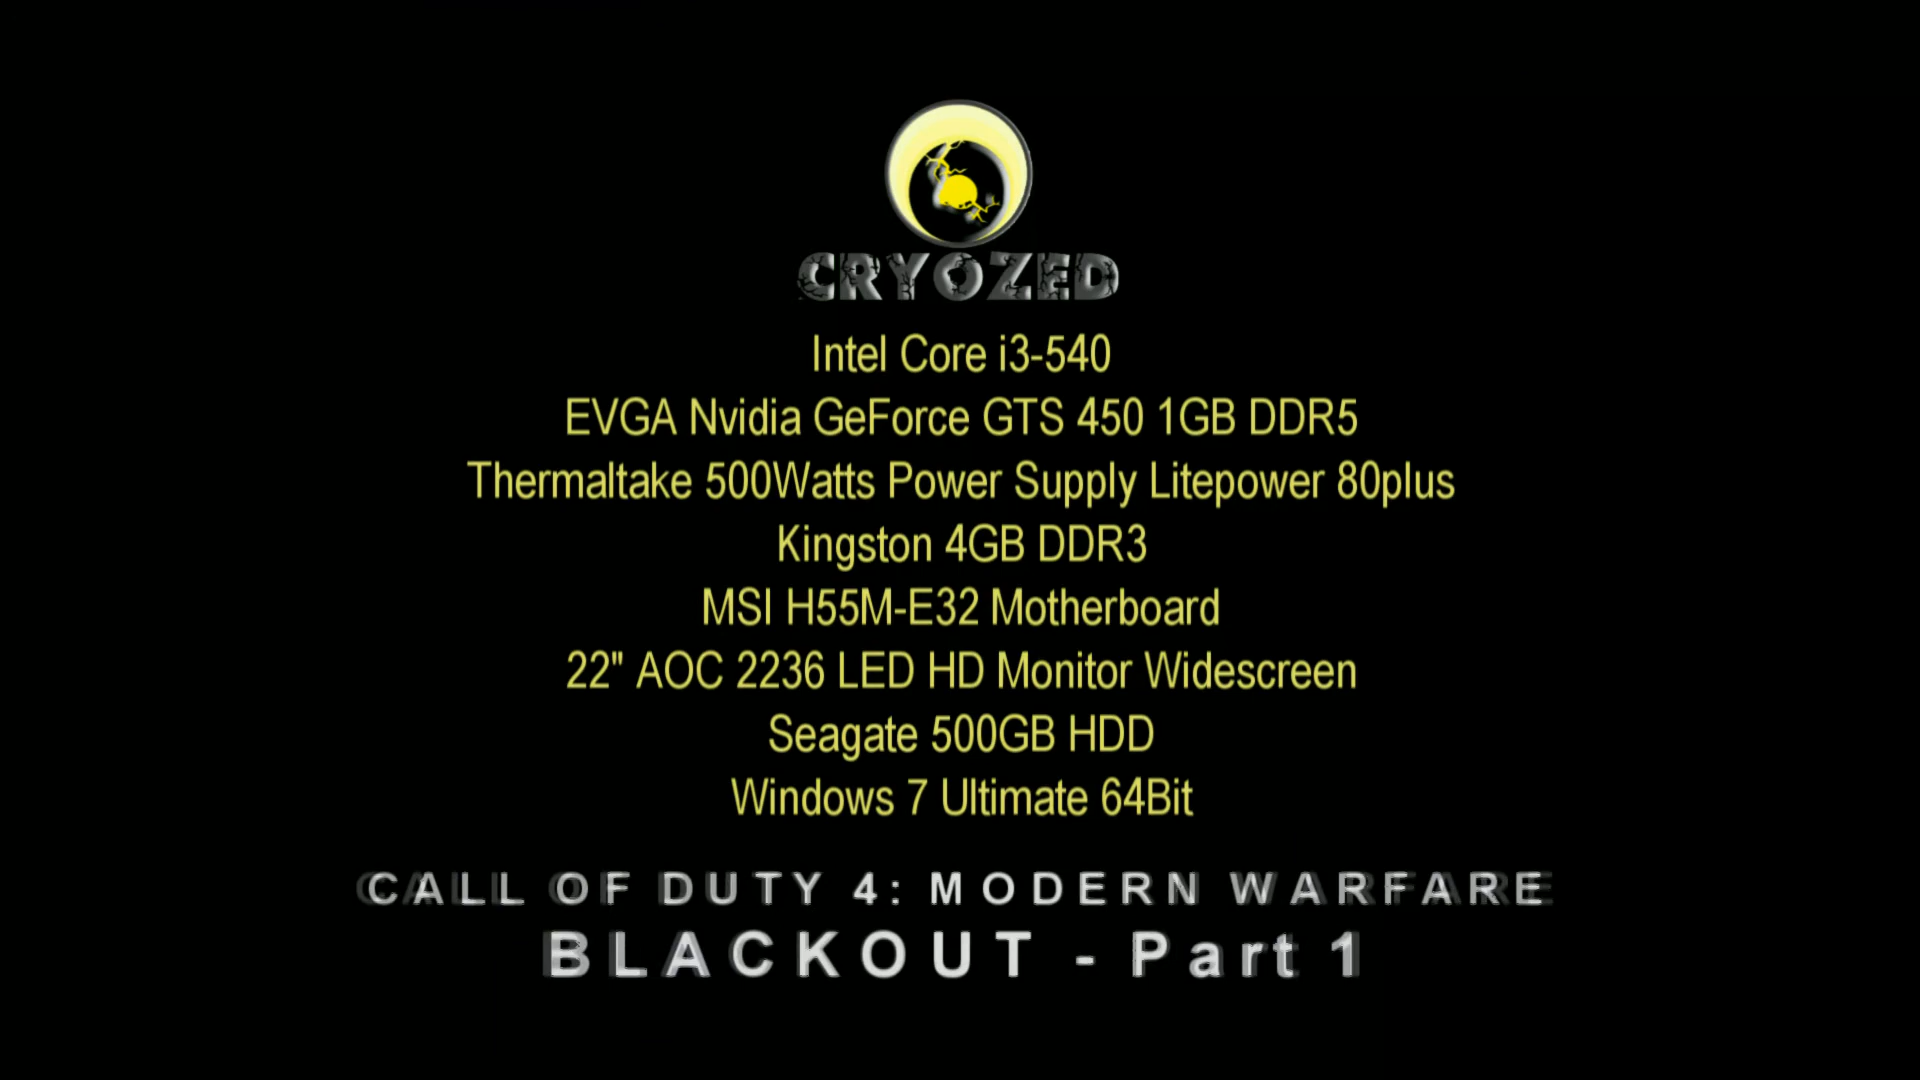 CRYOZED
Intel Core i3-540
EVGA Nvidia GeForce GTS 450 1GB DDR5
Thermaltake 500Watts Power Supply Litepower 80plus
Kingston 4GB DDR3
MSI H55M-E32 Motherboard
22" AOC 2236 LED HD Monitor Widescreen
Seagate 500GB HDD
Windows 7 Ultimate 64Bit
CALL OF DUTY 4: MODERN WARFARE
BLACKOUT - Part 1